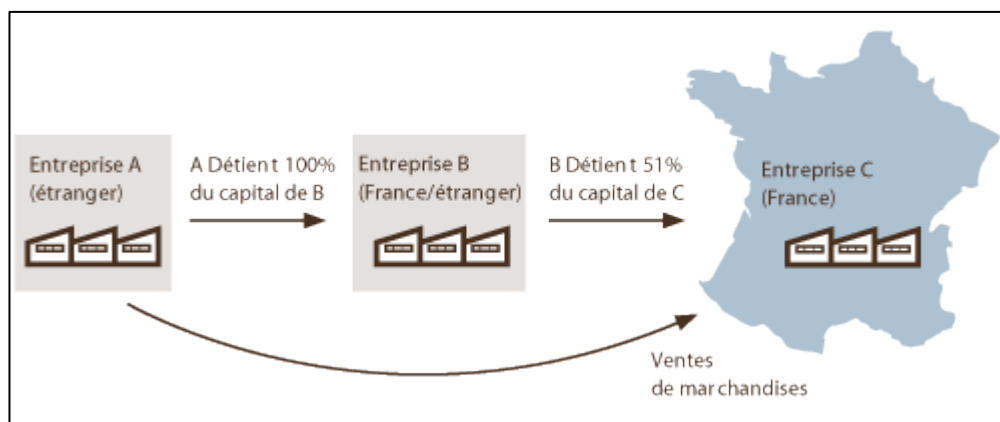 Entreprise A
(étranger)
A Détient 100%
du capital de B
Entreprise B
(France/étranger)
B Détient 51%
du capital de C
Entreprise C
(France)
Ventes
de marchandises